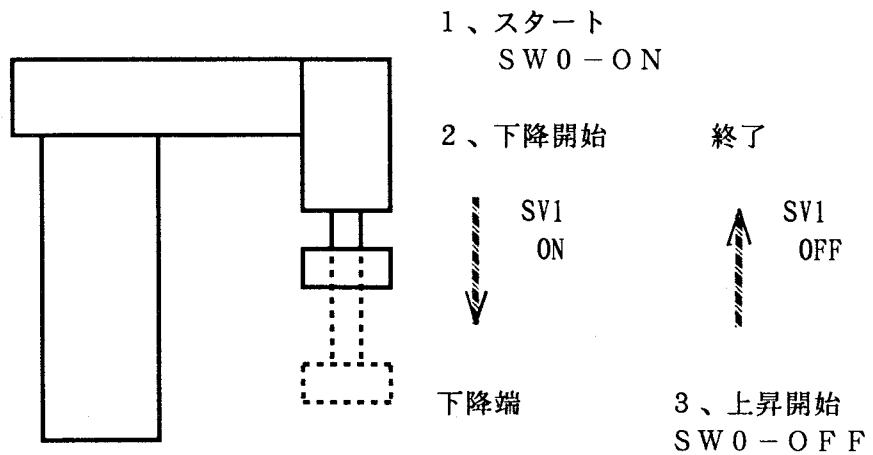 1、スタート
SW0-ON
2、下降開始
終了
SV1
ON
SV1
OFF
下降端
3、上昇開始
SW0-OFF